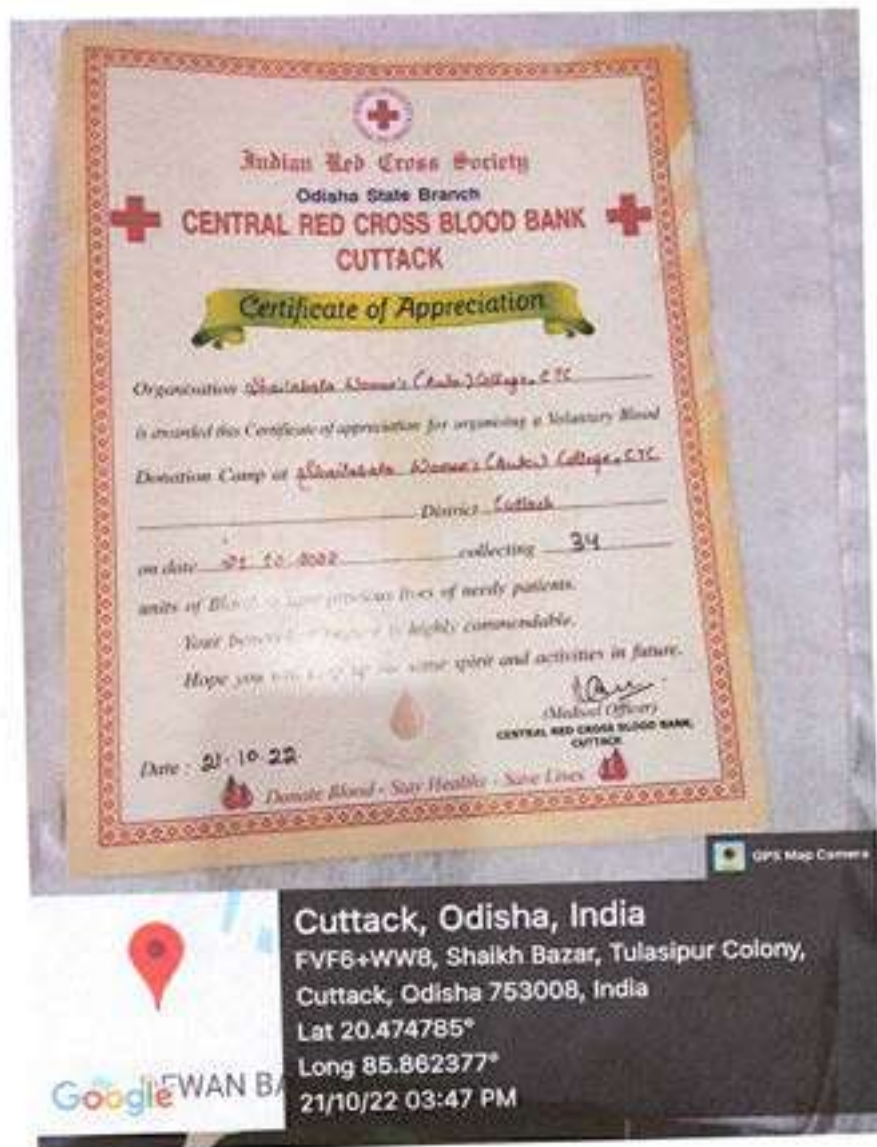 Indian Red Cross Society
Odisha State Branch
CENTRAL RED CROSS BLOOD BANK
CUTTACK
Certificate of Appreciation
Organisation Shailabala Women's (Auto) College, CTC
is awarded this Certificate of appreciation for organising a Voluntary Blood
Donation Camp at Shailabala Women's (Auto) College, CTC
District Cuttack
on date 21.10.2022 collecting 34
units of Blood to save precious lives of needy patients.
Your is highly commendable.
Hope you same spirit and activities in future.
(Medical Officer)
CENTRAL RED CROSS BLOOD BANK,
CUTTACK
Date : 21.10.22
Donate Blood - Stay Healthy - Save Lives
GPS Map Camera
Cuttack, Odisha, India
FVF6+WW8, Shaikh Bazar, Tulasipur Colony,
Cuttack, Odisha 753008, India
Lat 20.474785°
Long 85.862377°
21/10/22 03:47 PM
Google